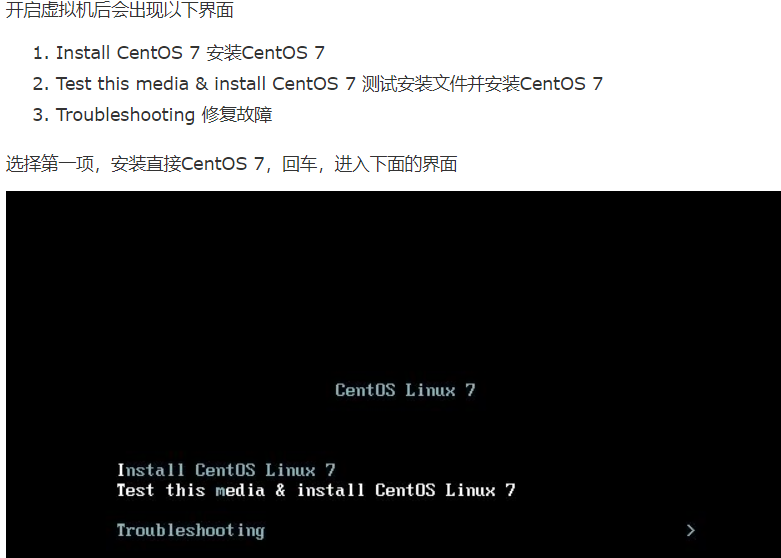 开启虚拟机后会出现以下界面
1. Install CentOS 7 安装CentOS 7
2. Test this media & install CentOS 7 测试安装文件并安装CentOS 7
3. Troubleshooting 修复故障
选择第一项，安装直接CentOS 7，回车，进入下面的界面
CentOS Linux 7
Install CentOS Linux 7
Test this media & install CentOS Linux 7
Troubleshooting >